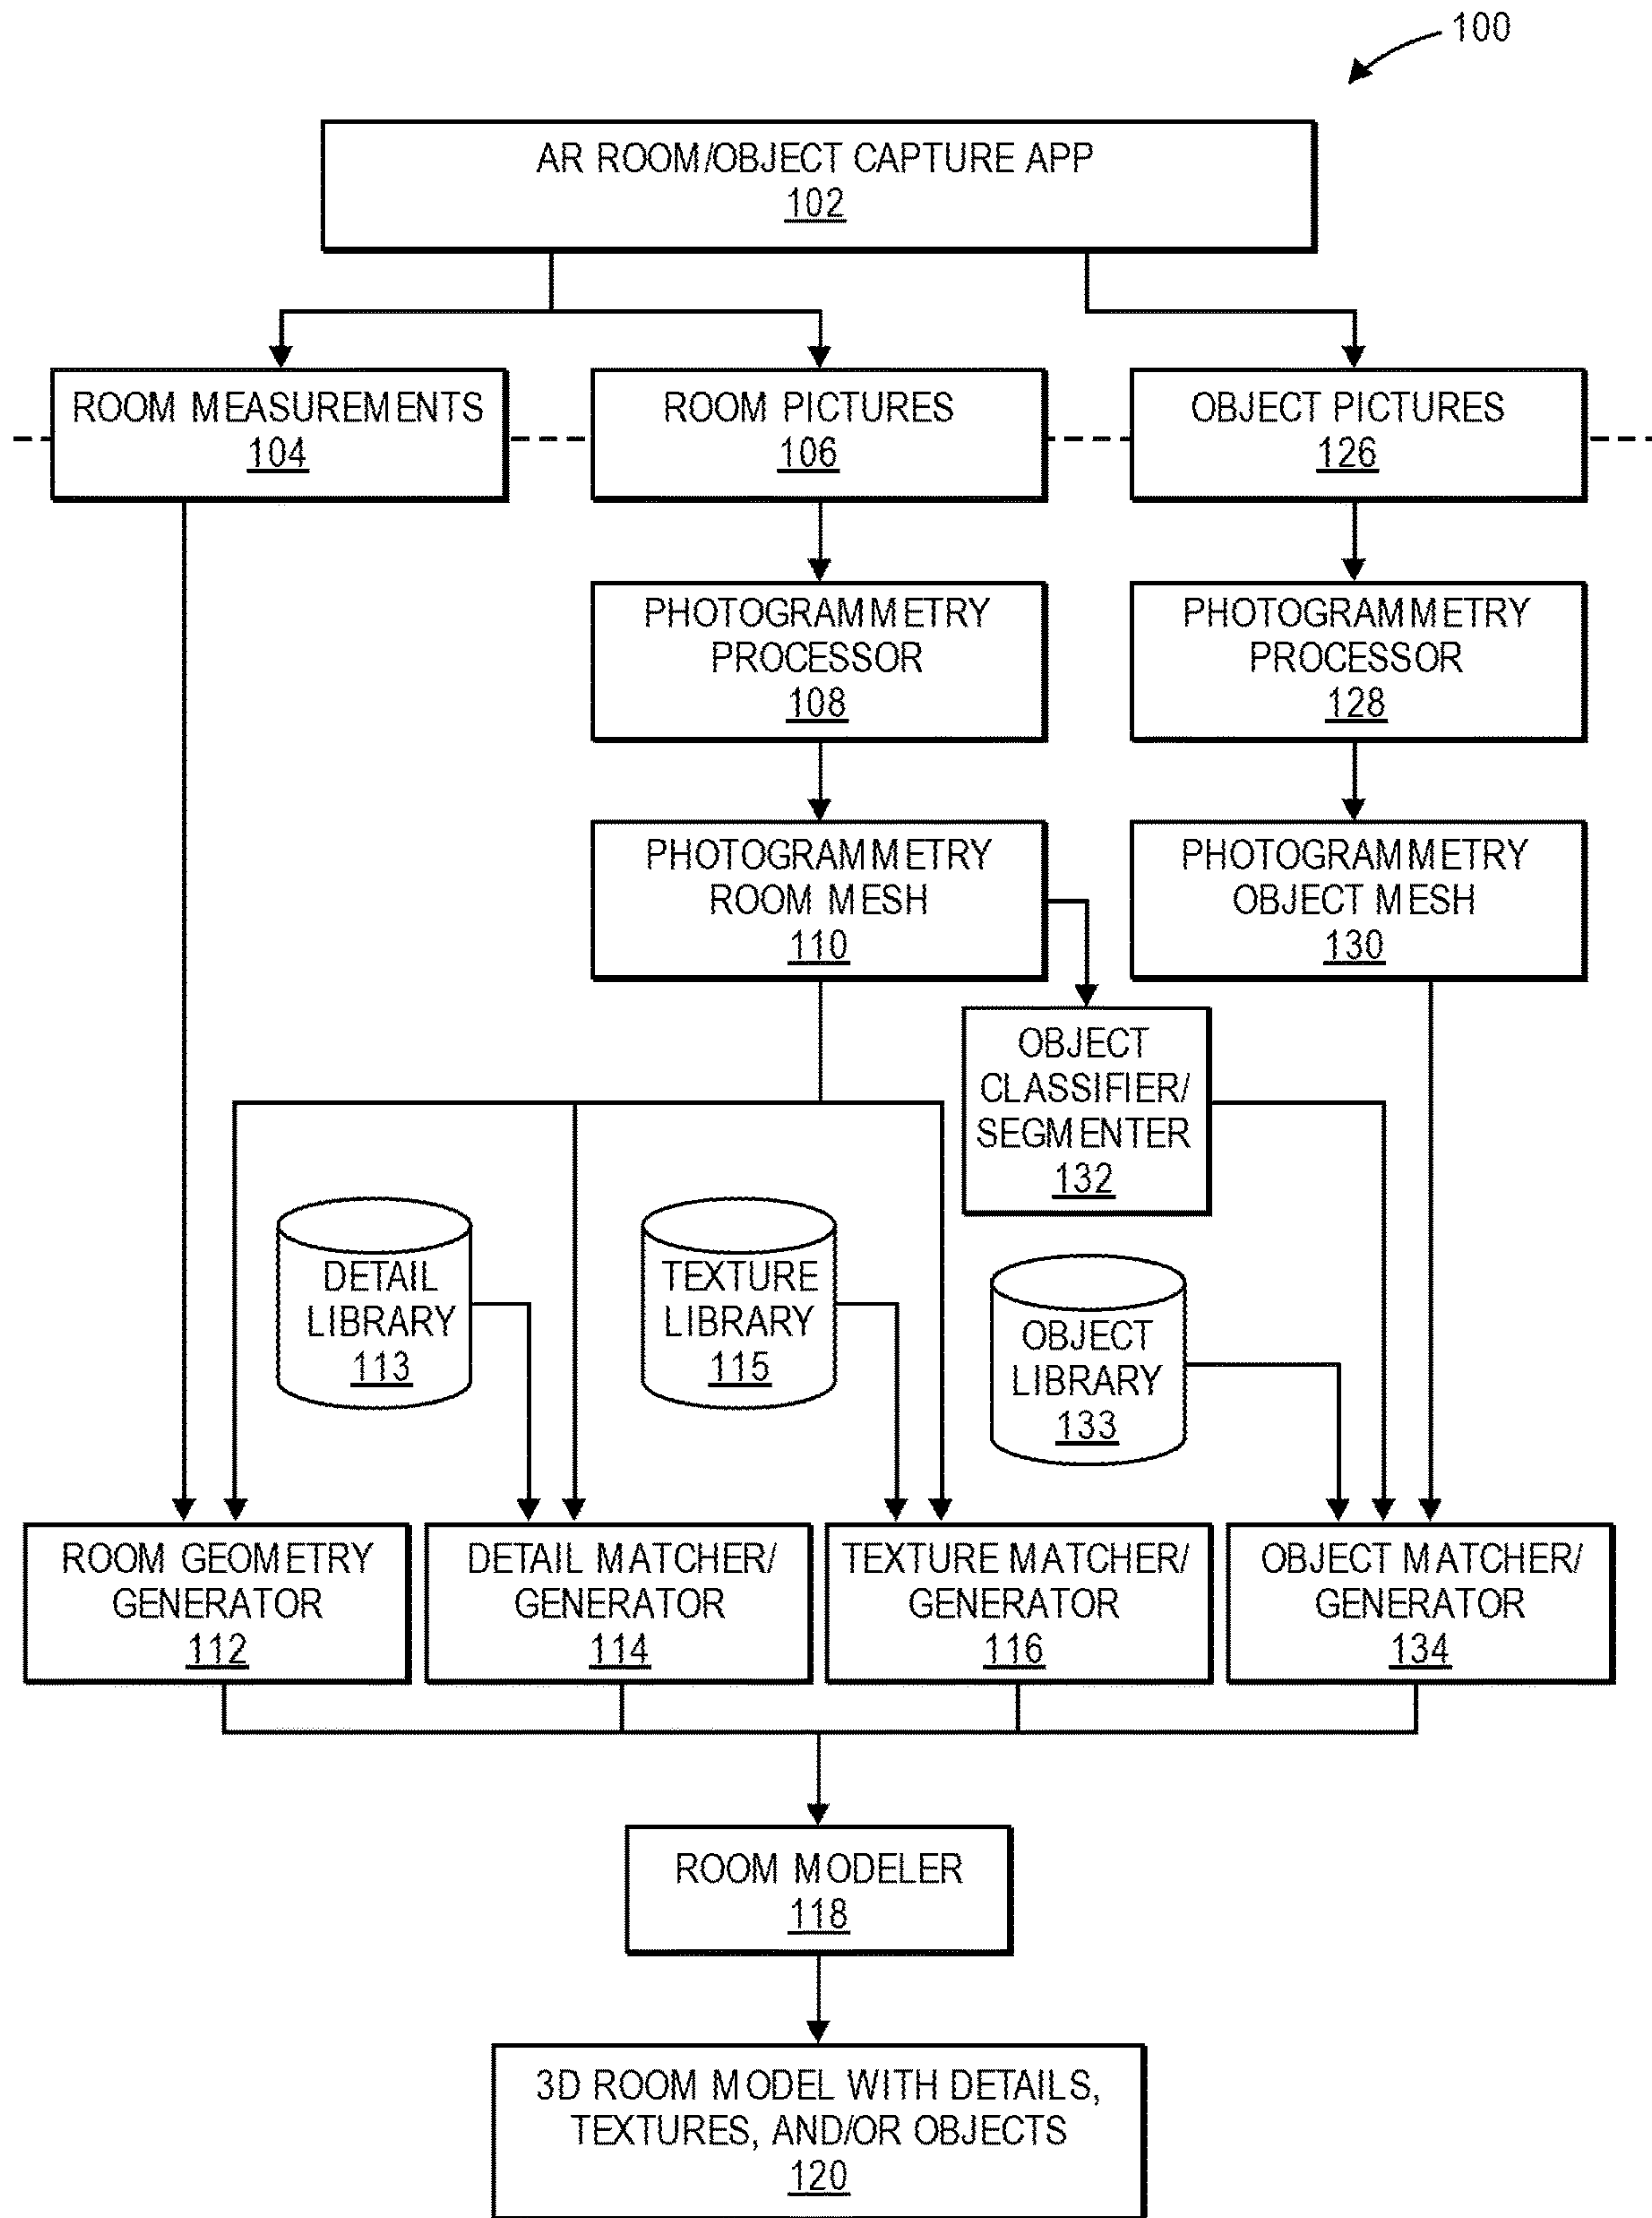 100
AR ROOM/OBJECT CAPTURE APP
102
ROOM MEASUREMENTS
104
ROOM PICTURES
106
OBJECT PICTURES
126
PHOTOGRAMMETRY
PROCESSOR
108
PHOTOGRAMMETRY
PROCESSOR
128
PHOTOGRAMMETRY
ROOM MESH
110
PHOTOGRAMMETRY
OBJECT MESH
130
OBJECT
CLASSIFIER/
SEGMENTER
132
DETAIL
LIBRARY
113
TEXTURE
LIBRARY
115
OBJECT
LIBRARY
133
ROOM GEOMETRY
GENERATOR
112
DETAIL MATCHER/
GENERATOR
114
TEXTURE MATCHER/
GENERATOR
116
OBJECT MATCHER/
GENERATOR
134
ROOM MODELER
118
3D ROOM MODEL WITH DETAILS,
TEXTURES, AND/OR OBJECTS
120